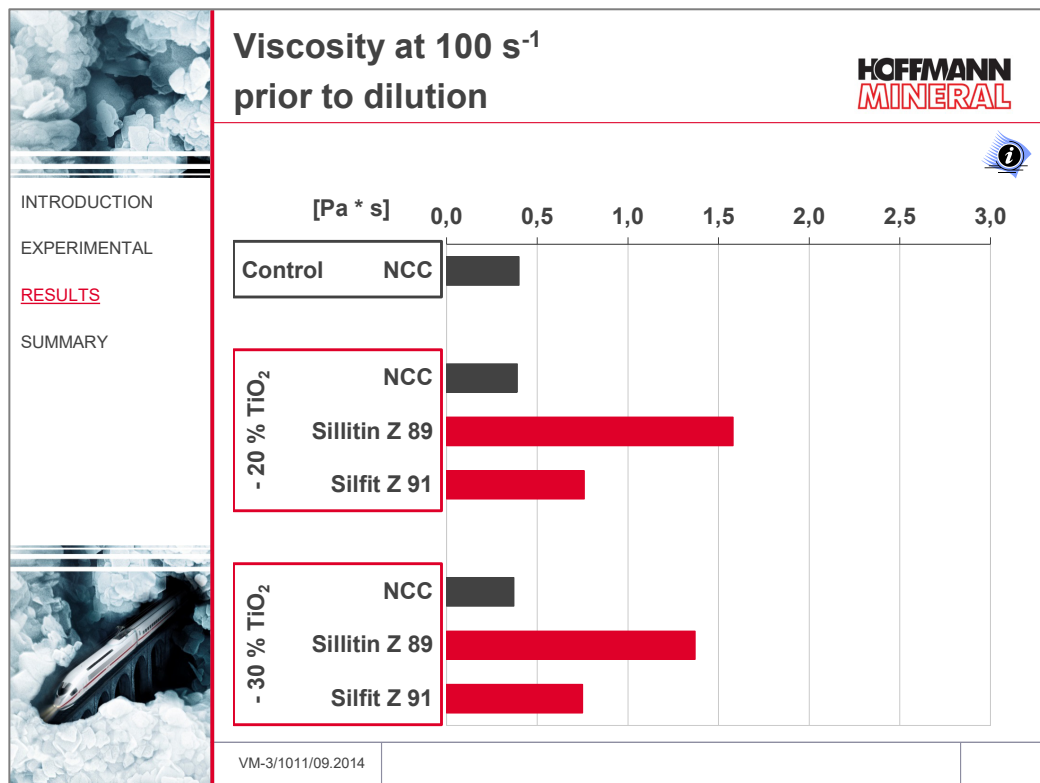 Viscosity at 100 s⁻¹
prior to dilution
HOFFMANN
MINERAL
i
INTRODUCTION
EXPERIMENTAL
RESULTS
SUMMARY
[Pa * s] 0,0 0,5 1,0 1,5 2,0 2,5 3,0
Control NCC
- 20 % TiO₂
NCC
Sillitin Z 89
Silfit Z 91
- 30 % TiO₂
NCC
Sillitin Z 89
Silfit Z 91
VM-3/1011/09.2014